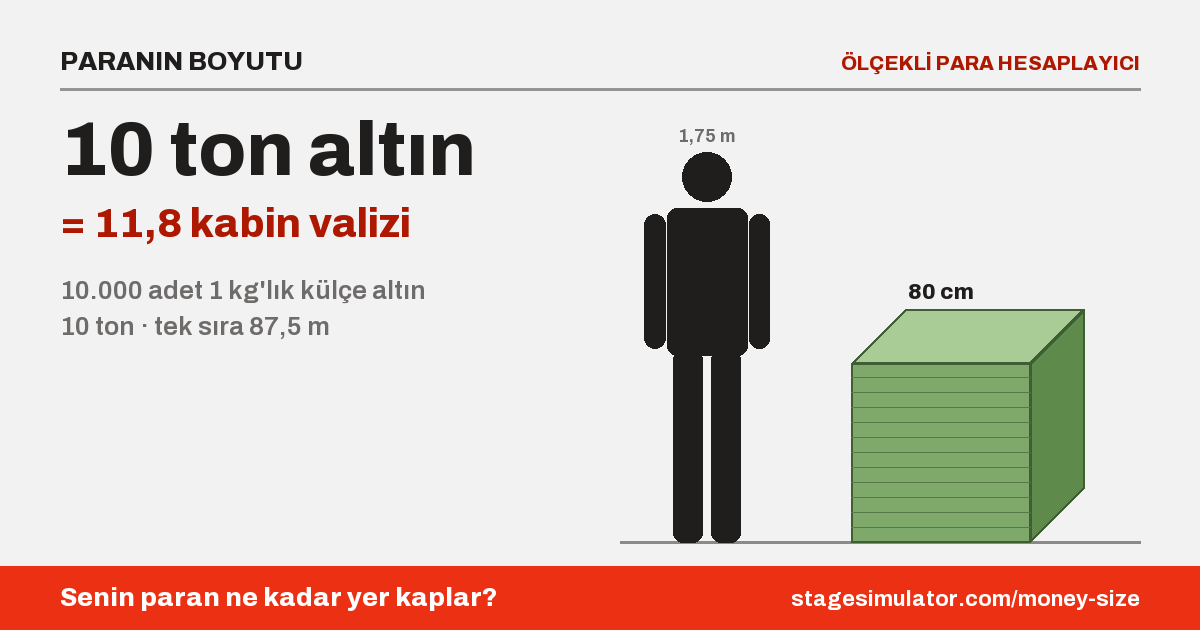 PARANIN BOYUTU
ÖLÇEKLİ PARA HESAPLAYICI
10 ton altın
= 11,8 kabin valizi
10.000 adet 1 kg'lık külçe altın
10 ton · tek sıra 87,5 m
1,75 m
80 cm
Senin paran ne kadar yer kaplar?
stagesimulator.com/money-size